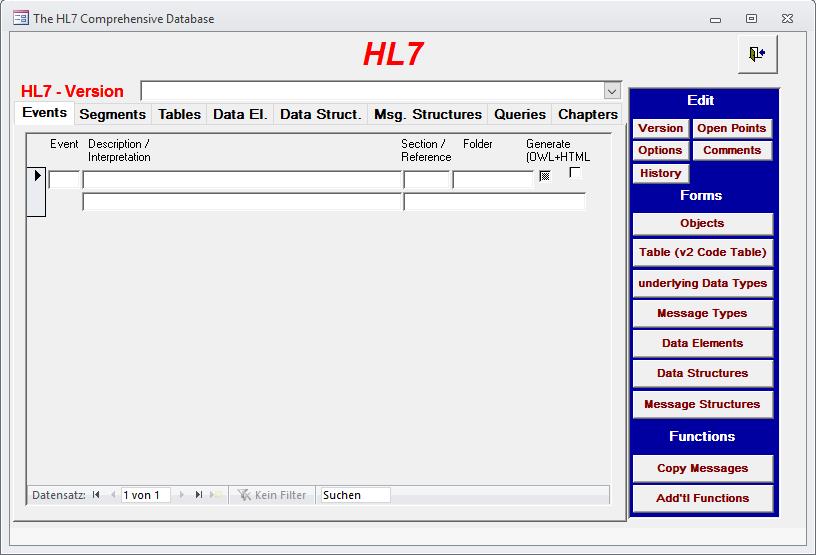 The HL7 Comprehensive Database
HL7
HL7 - Version
Events Segments Tables Data El. Data Struct. Msg. Structures Queries Chapters
Event Description / Section / Folder Generate
Interpretation Reference (OWL+HTML
Datensatz: 1 von 1 Kein Filter Suchen
Edit
Version Open Points
Options Comments
History
Forms
Objects
Table (v2 Code Table)
underlying Data Types
Message Types
Data Elements
Data Structures
Message Structures
Functions
Copy Messages
Add'tl Functions